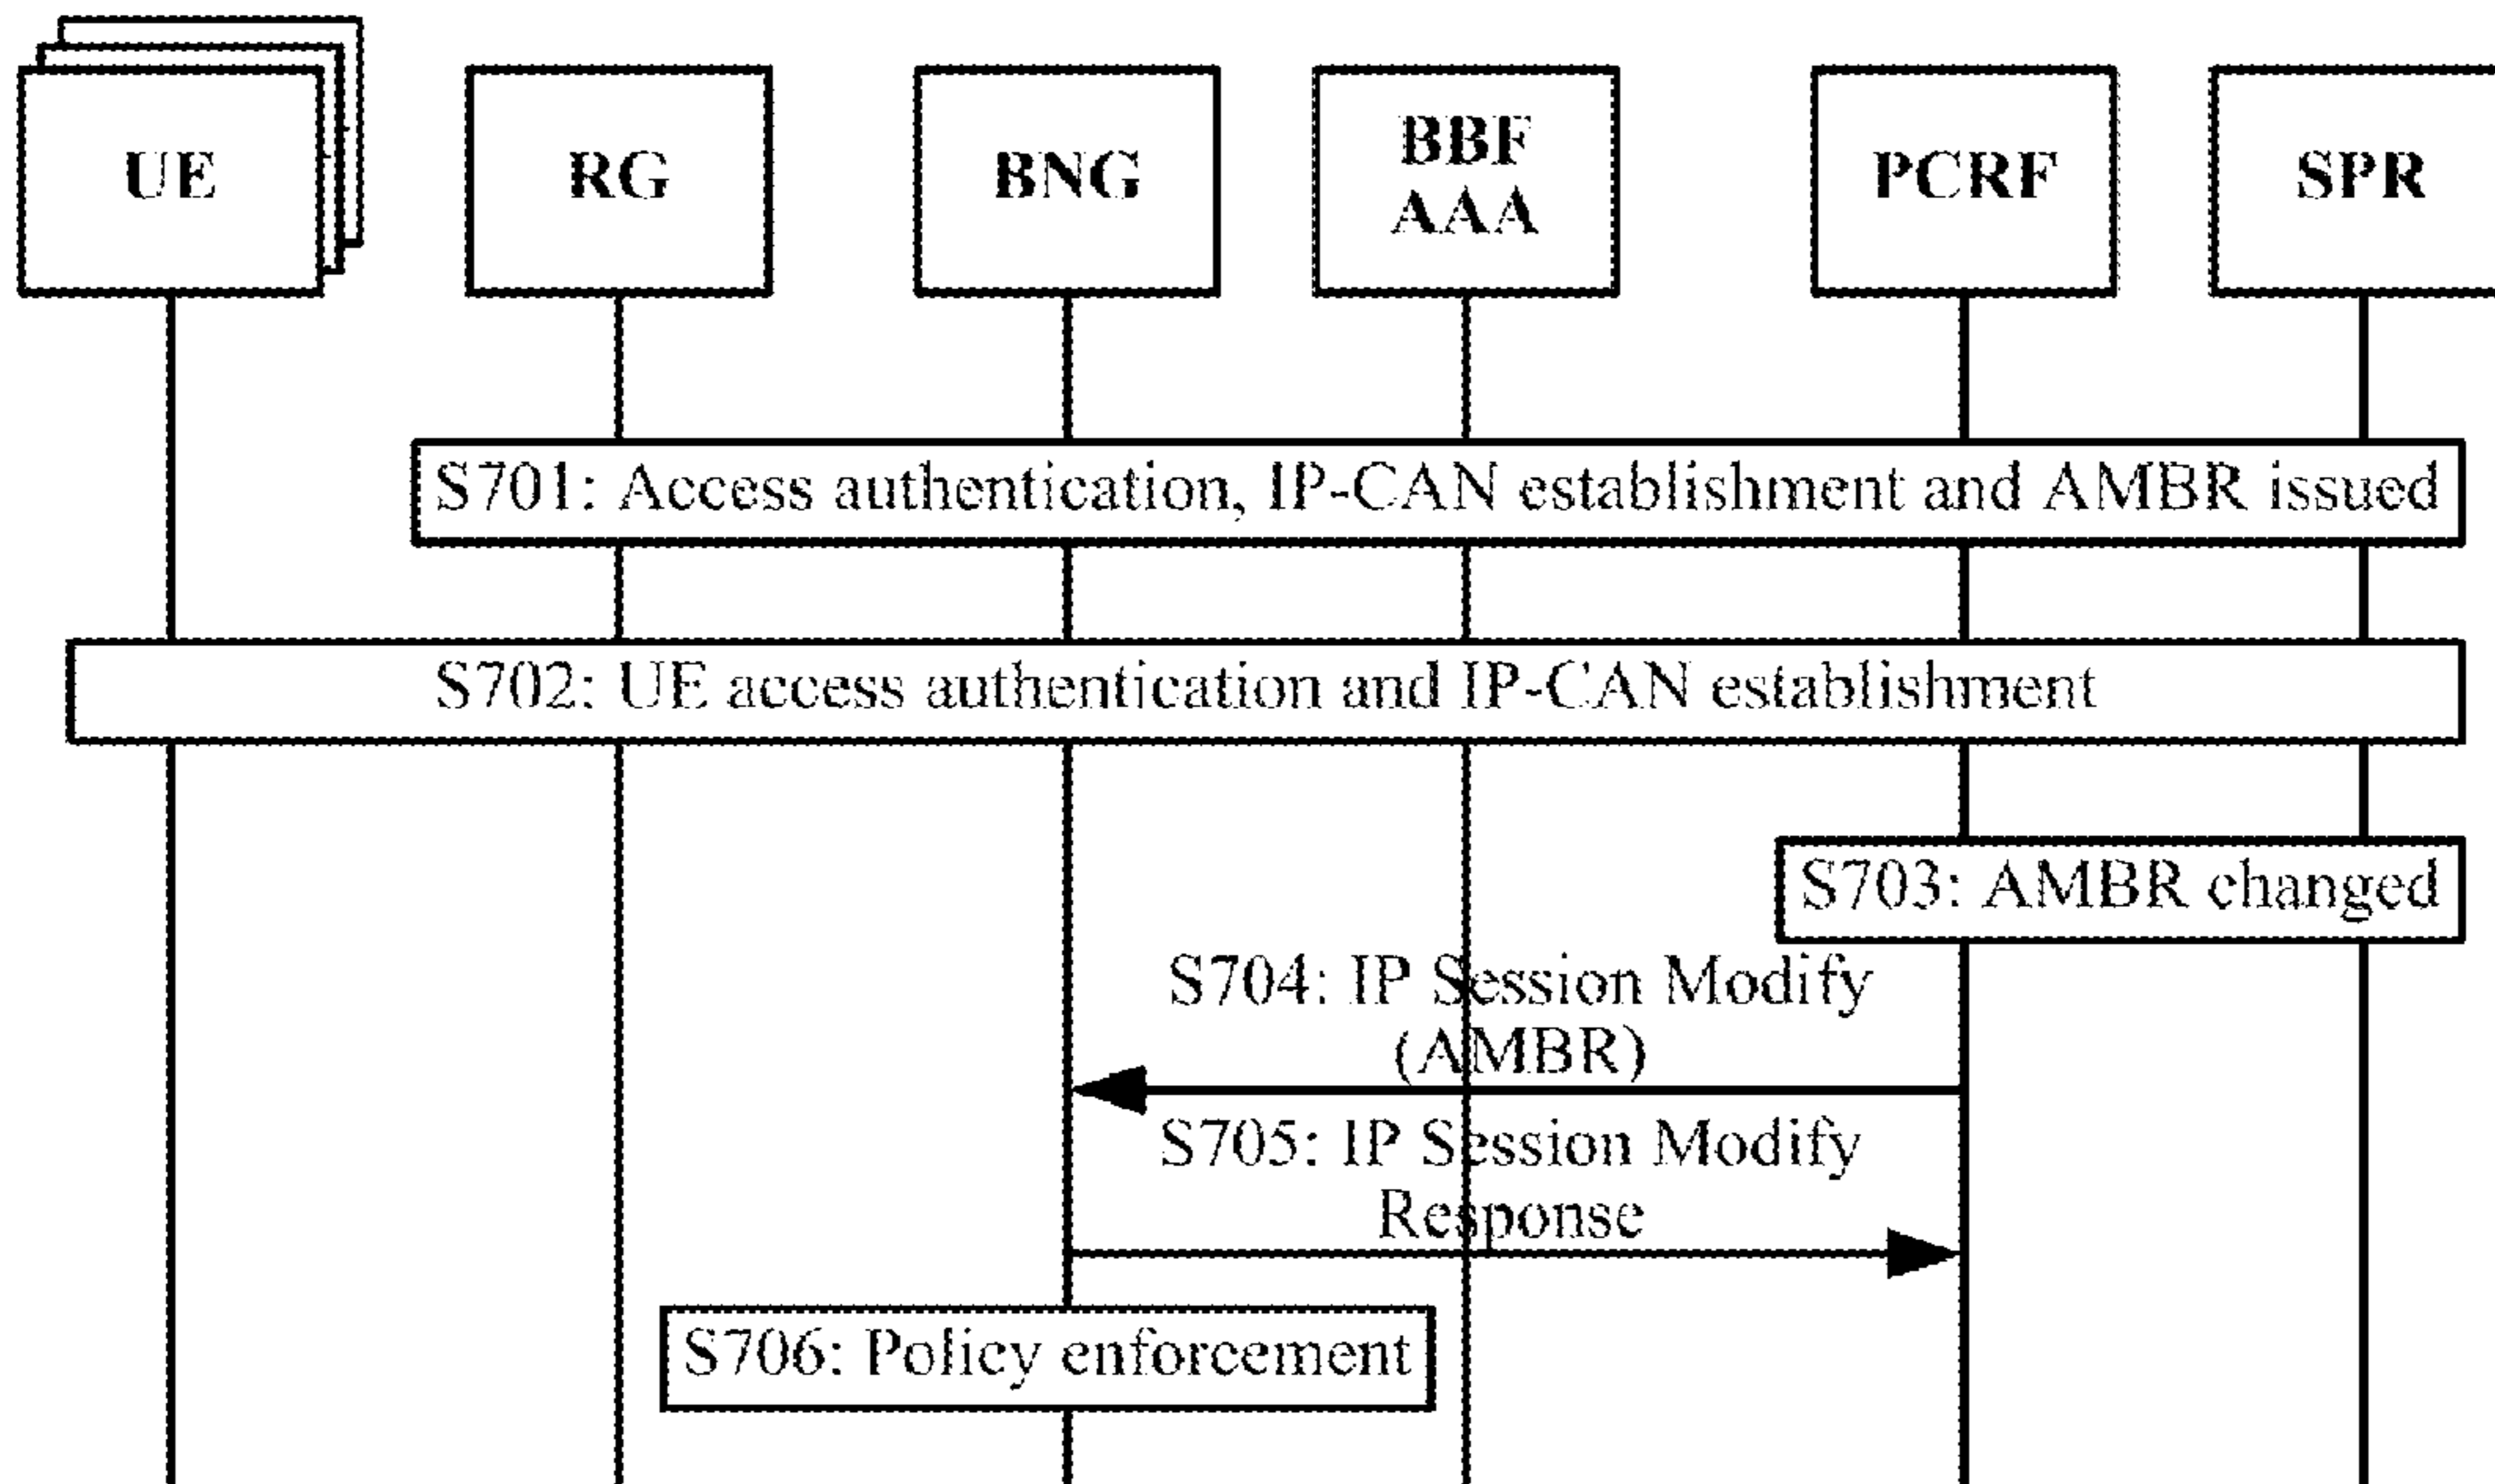 UE
RG
BNG
BBF
AAA
PCRF
SPR
S701: Access authentication, IP-CAN establishment and AMBR issued
S702: UE access authentication and IP-CAN establishment
S703: AMBR changed
S704: IP Session Modify
(AMBR)
S705: IP Session Modify
Response
S706: Policy enforcement